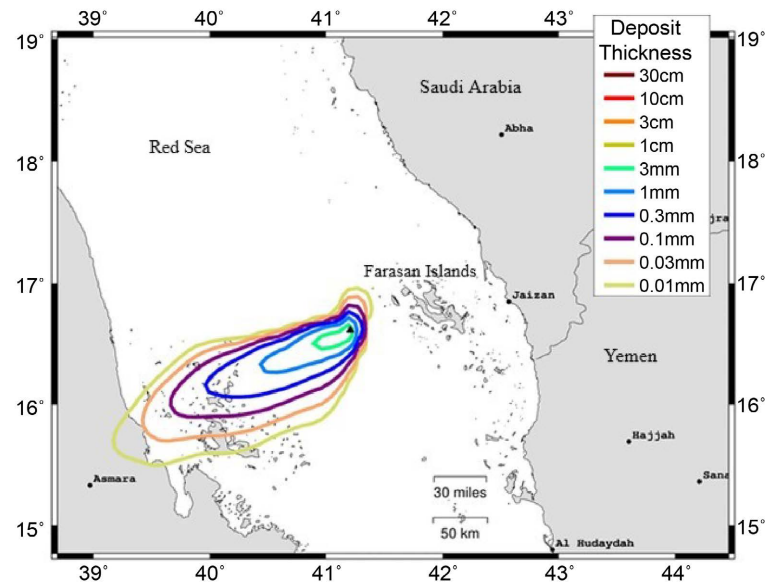 39° 40° 41° 42° 43° 44°
19° 19°
Deposit
Thickness
30cm
10cm
3cm
1cm
3mm
1mm
0.3mm
0.1mm
0.03mm
0.01mm
Saudi Arabia
Abha
Red Sea
18° 18°
jra
17° 17°
Farasan Islands
Jaizan
Yemen
16° 16°
Hajjah
Asmara
Sana
30 miles
50 km
15° 15°
Al Hudaydah
39° 40° 41° 42° 43° 44°